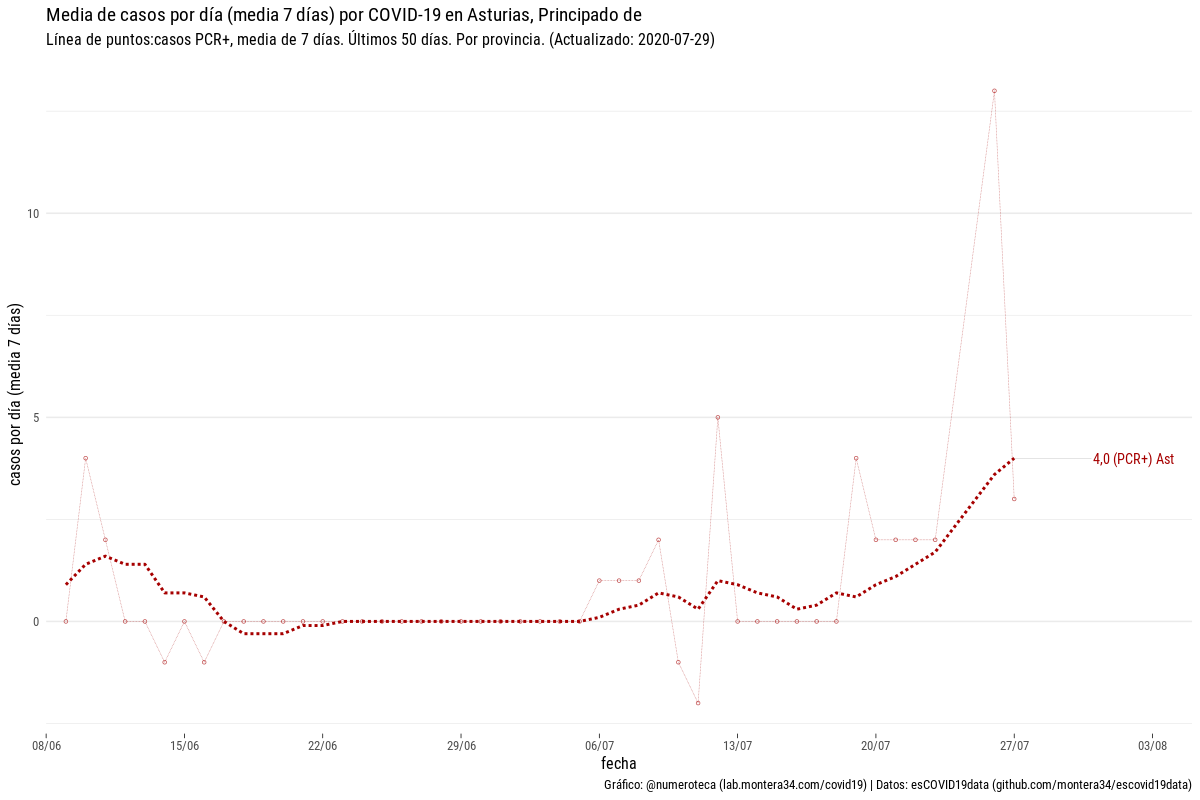 Media de casos por día (media 7 días) por COVID-19 en Asturias, Principado de
Línea de puntos:casos PCR+, media de 7 días. Últimos 50 días. Por provincia. (Actualizado: 2020-07-29)
casos por día (media 7 días)
10
5
0
4,0 (PCR+) Ast
08/06
15/06
22/06
29/06
06/07
13/07
20/07
27/07
03/08
fecha
Gráfico: @numeroteca (lab.montera34.com/covid19) | Datos: esCOVID19data (github.com/montera34/escovid19data)